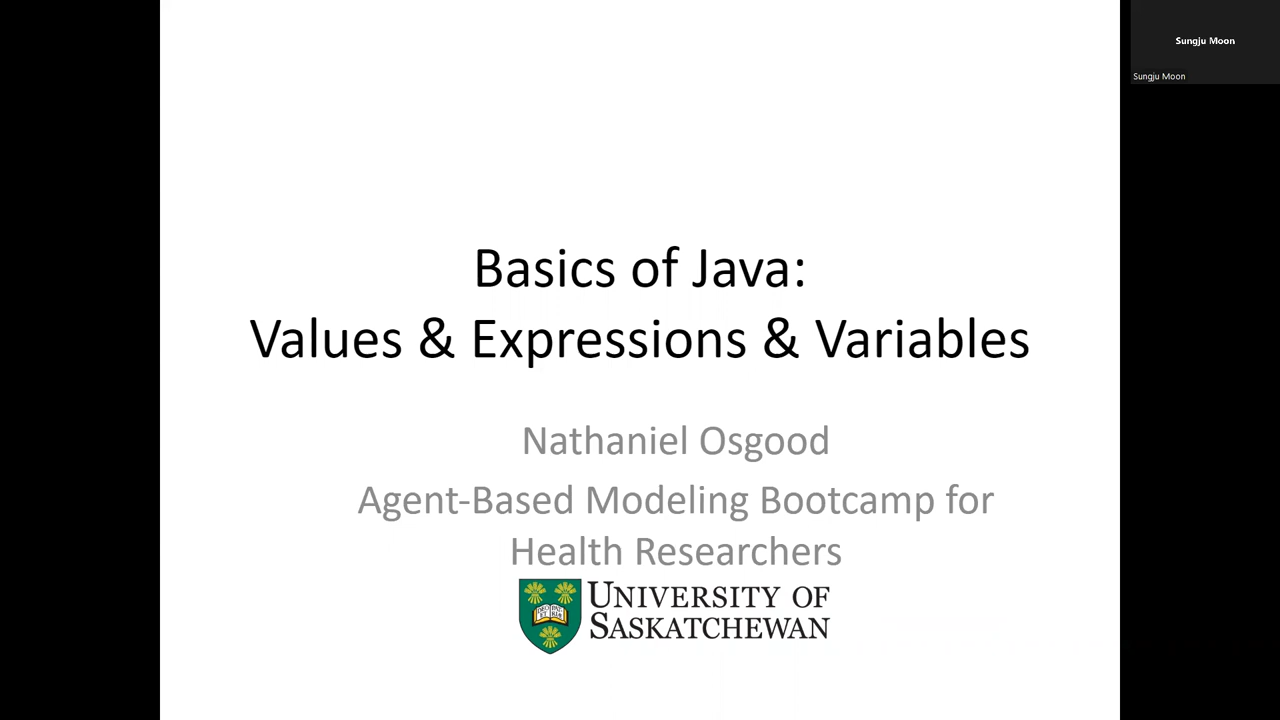 Sungju Moon
Sungju Moon
Basics of Java:
Values & Expressions & Variables
Nathaniel Osgood
Agent-Based Modeling Bootcamp for
Health Researchers
UNIVERSITY OF
SASKATCHEWAN